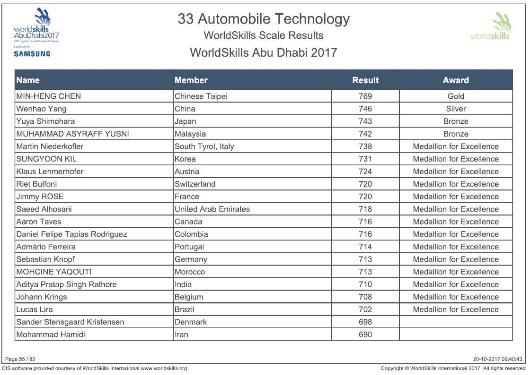 worldskills
AbuDhabi2017
SAMSUNG
33 Automobile Technology
WorldSkills Scale Results
WorldSkills Abu Dhabi 2017
worldskills
Name Member Result Award
MIN-HENG CHEN Chinese Taipei 769 Gold
Wenhao Yang China 746 Silver
Yuya Shimohara Japan 743 Bronze
MUHAMMAD ASYRAFF YUSNI Malaysia 742 Bronze
Martin Niederkofler South Tyrol, Italy 738 Medallion for Excellence
SUNGYOON KIL Korea 731 Medallion for Excellence
Klaus Lehmerhofer Austria 724 Medallion for Excellence
Riet Bulfoni Switzerland 720 Medallion for Excellence
Jimmy ROSE France 720 Medallion for Excellence
Saeed Alhosani United Arab Emirates 718 Medallion for Excellence
Aaron Taves Canada 716 Medallion for Excellence
Daniel Felipe Tapias Rodriguez Colombia 716 Medallion for Excellence
Admário Ferreira Portugal 714 Medallion for Excellence
Sebastian Knopf Germany 713 Medallion for Excellence
MOHCINE YAQOUTI Morocco 713 Medallion for Excellence
Aditya Pratap Singh Rathore India 710 Medallion for Excellence
Johann Krings Belgium 708 Medallion for Excellence
Lucas Lira Brazil 702 Medallion for Excellence
Sander Stensgaard Kristensen Denmark 698
Mohammad Hamidi Iran 690
Page 55 / 82 20-10-2017 09:40:43
CIS software provided courtesy of WorldSkills International www.worldskills.org Copyright © WorldSkills International 2017. All rights reserved